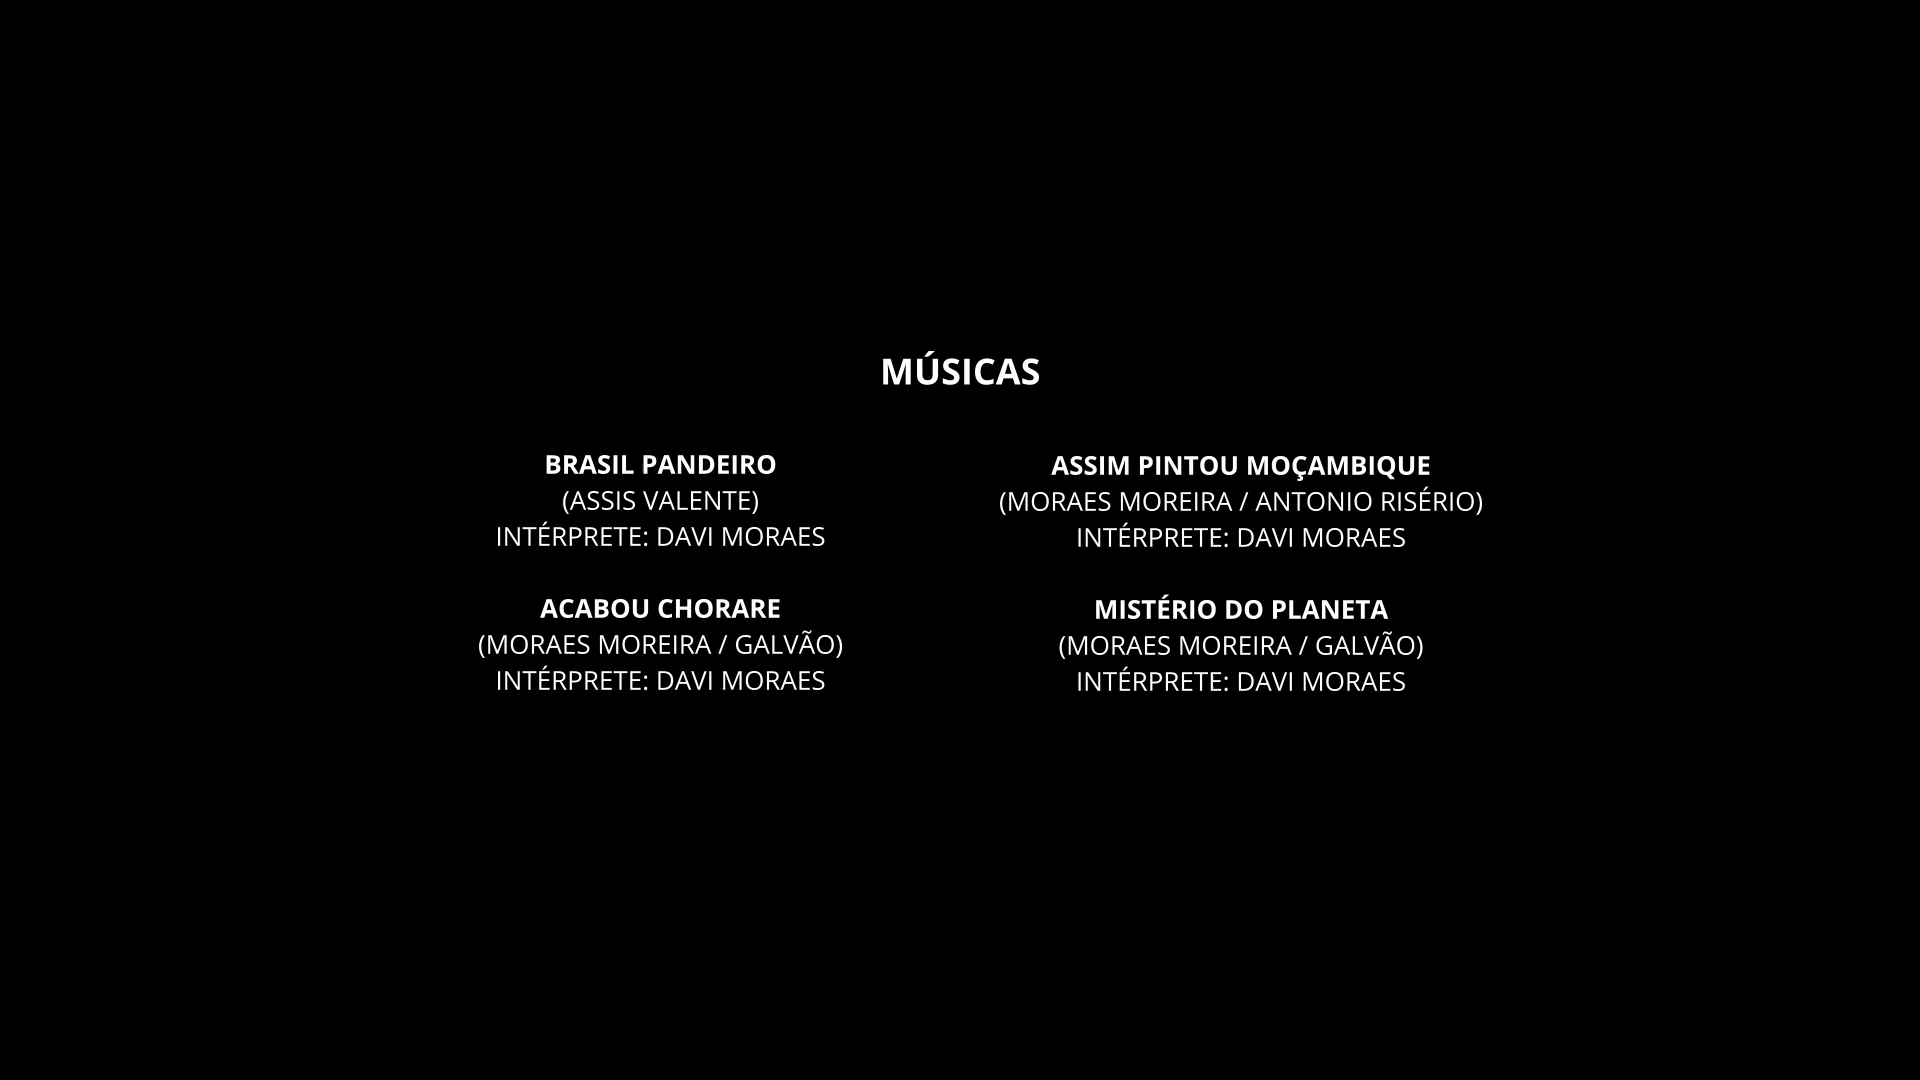 MÚSICAS
BRASIL PANDEIRO
(ASSIS VALENTE)
INTÉRPRETE: DAVI MORAES
ACABOU CHORARE
(MORAES MOREIRA / GALVÃO)
INTÉRPRETE: DAVI MORAES
ASSIM PINTOU MOÇAMBIQUE
(MORAES MOREIRA / ANTONIO RISÉRIO)
INTÉRPRETE: DAVI MORAES
MISTÉRIO DO PLANETA
(MORAES MOREIRA / GALVÃO)
INTÉRPRETE: DAVI MORAES